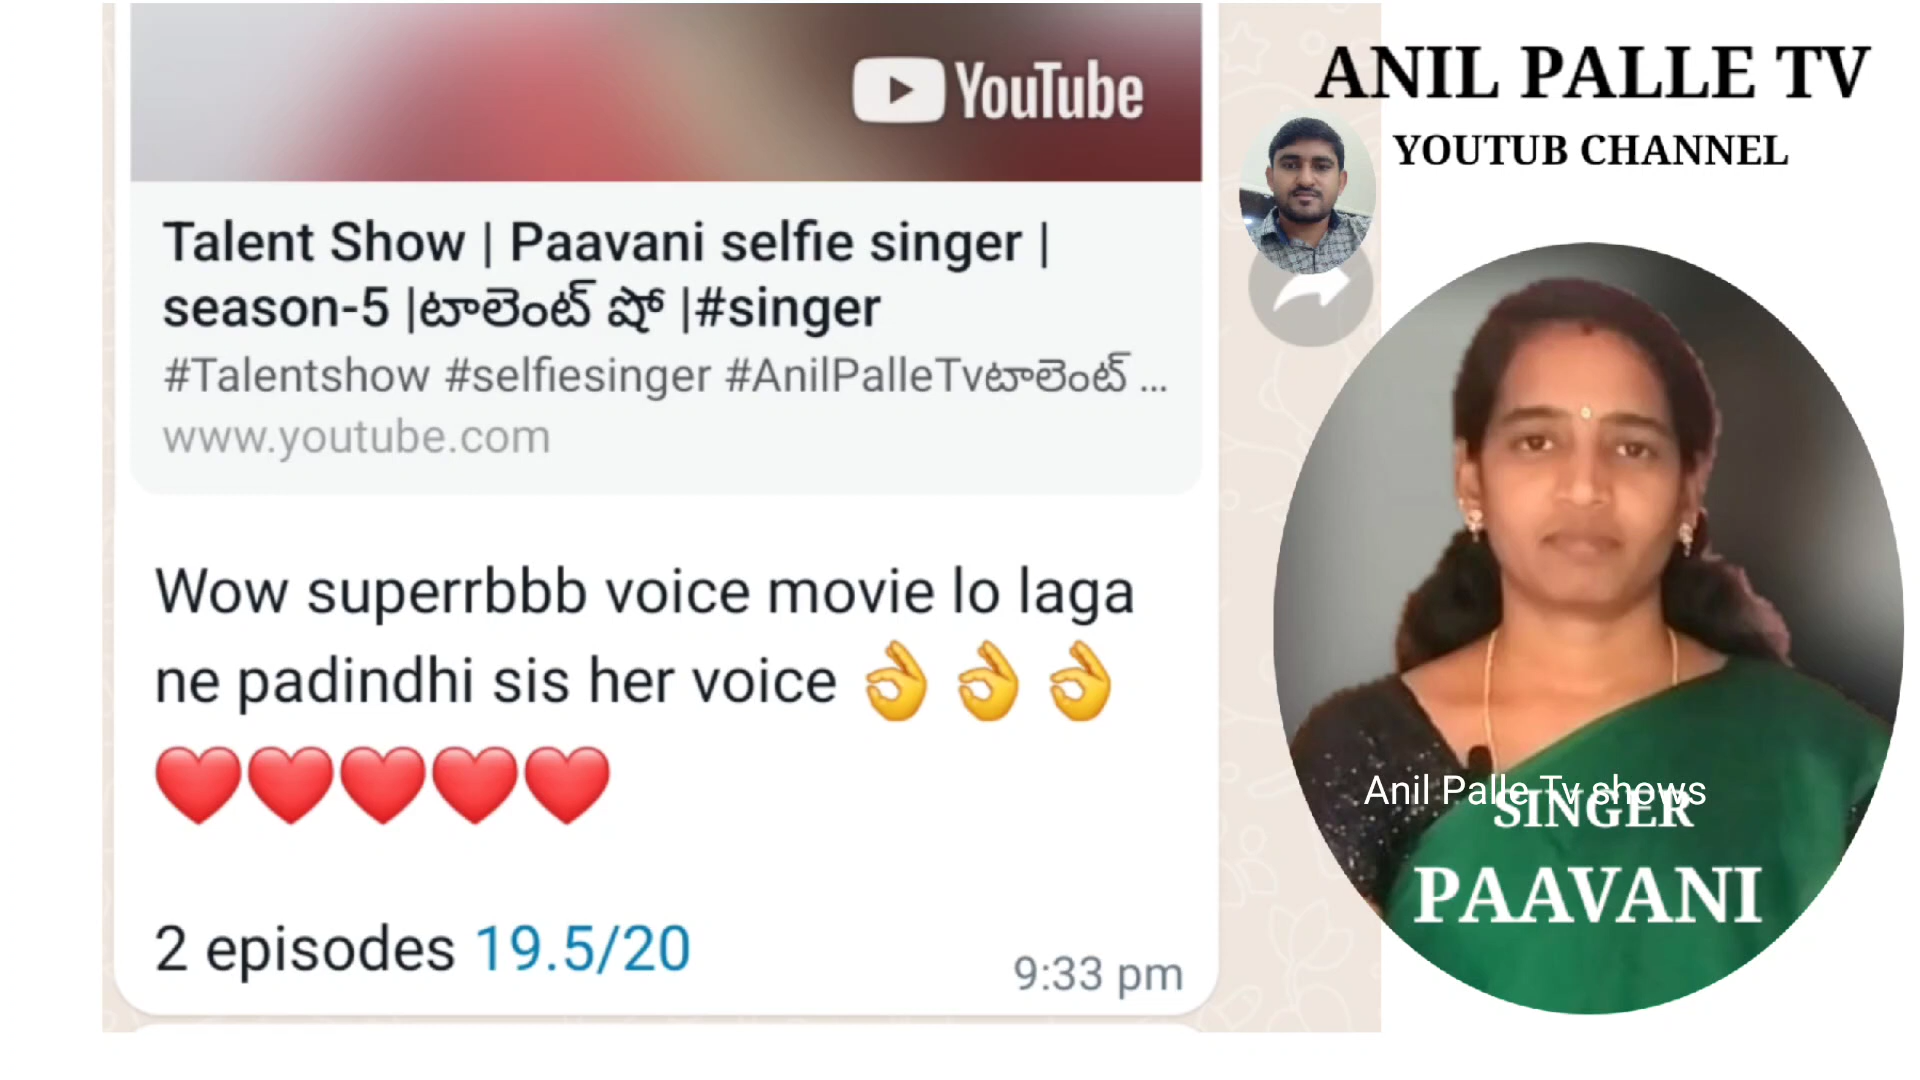 YouTube
Talent Show | Paavani selfie singer |
season-5 |టాలెంట్ షో |#singer
#Talentshow #selfiesinger #AnilPalleTvటాలెంట్ ...
www.youtube.com
Wow superrbbb voice movie lo laga
ne padindhi sis her voice 👌👌👌
❤️❤️❤️❤️❤️
2 episodes 19.5/20
9:33 pm
ANIL PALLE TV
YOUTUB CHANNEL
Anil Palle Tv shows
SINGER
PAAVANI